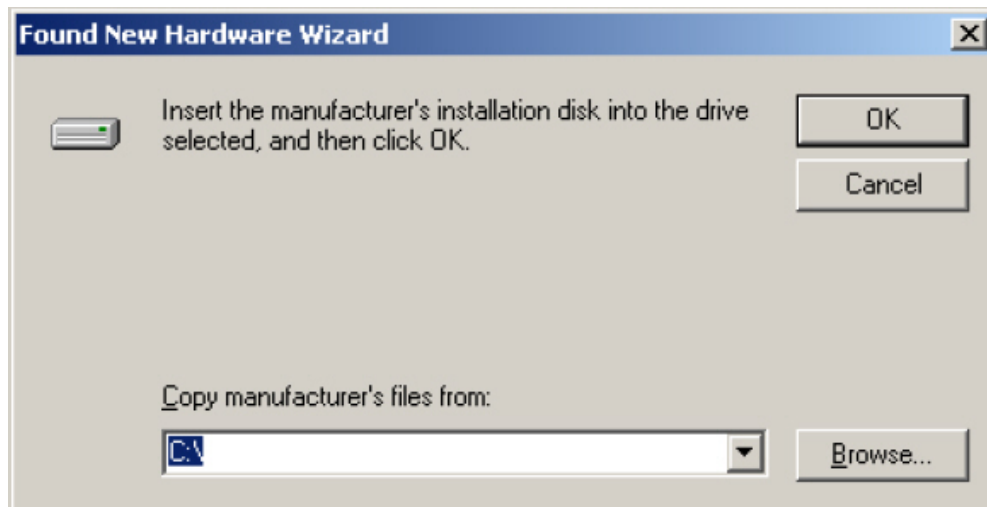 Found New Hardware Wizard
Insert the manufacturer's installation disk into the drive
selected, and then click OK.
OK
Cancel
Copy manufacturer's files from:
C:\
Browse...